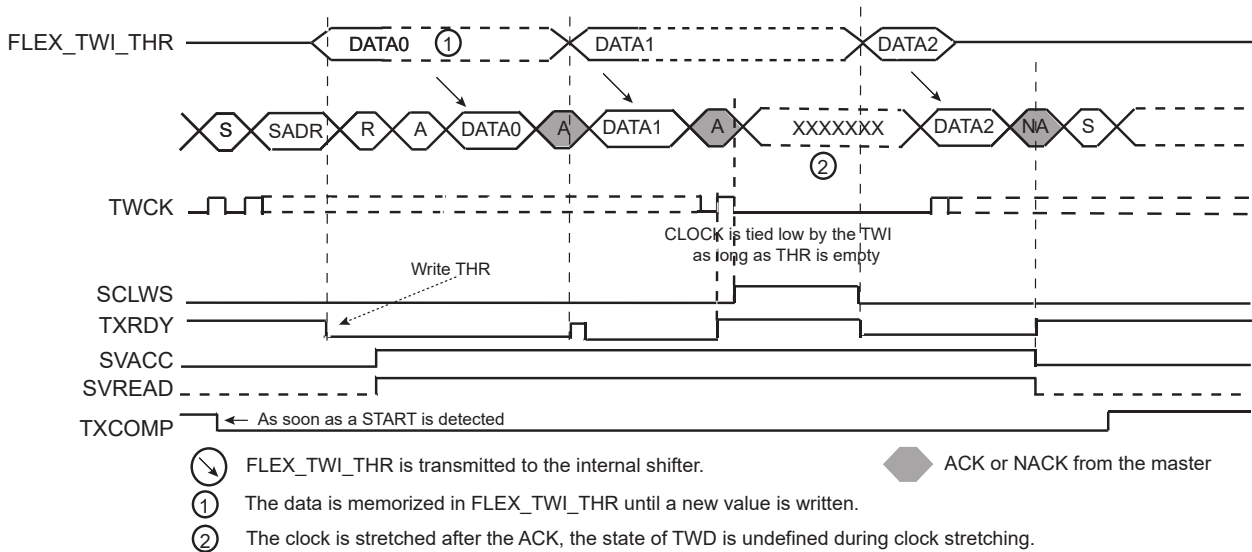 FLEX_TWI_THR DATA0 1 DATA1 DATA2
S SADR R A DATA0 A DATA1 A XXXXXXX DATA2 NA S
2
TWCK
CLOCK is tied low by the TWI
as long as THR is empty
Write THR
SCLWS
TXRDY
SVACC
SVREAD
TXCOMP As soon as a START is detected
FLEX_TWI_THR is transmitted to the internal shifter. ACK or NACK from the master
1 The data is memorized in FLEX_TWI_THR until a new value is written.
2 The clock is stretched after the ACK, the state of TWD is undefined during clock stretching.